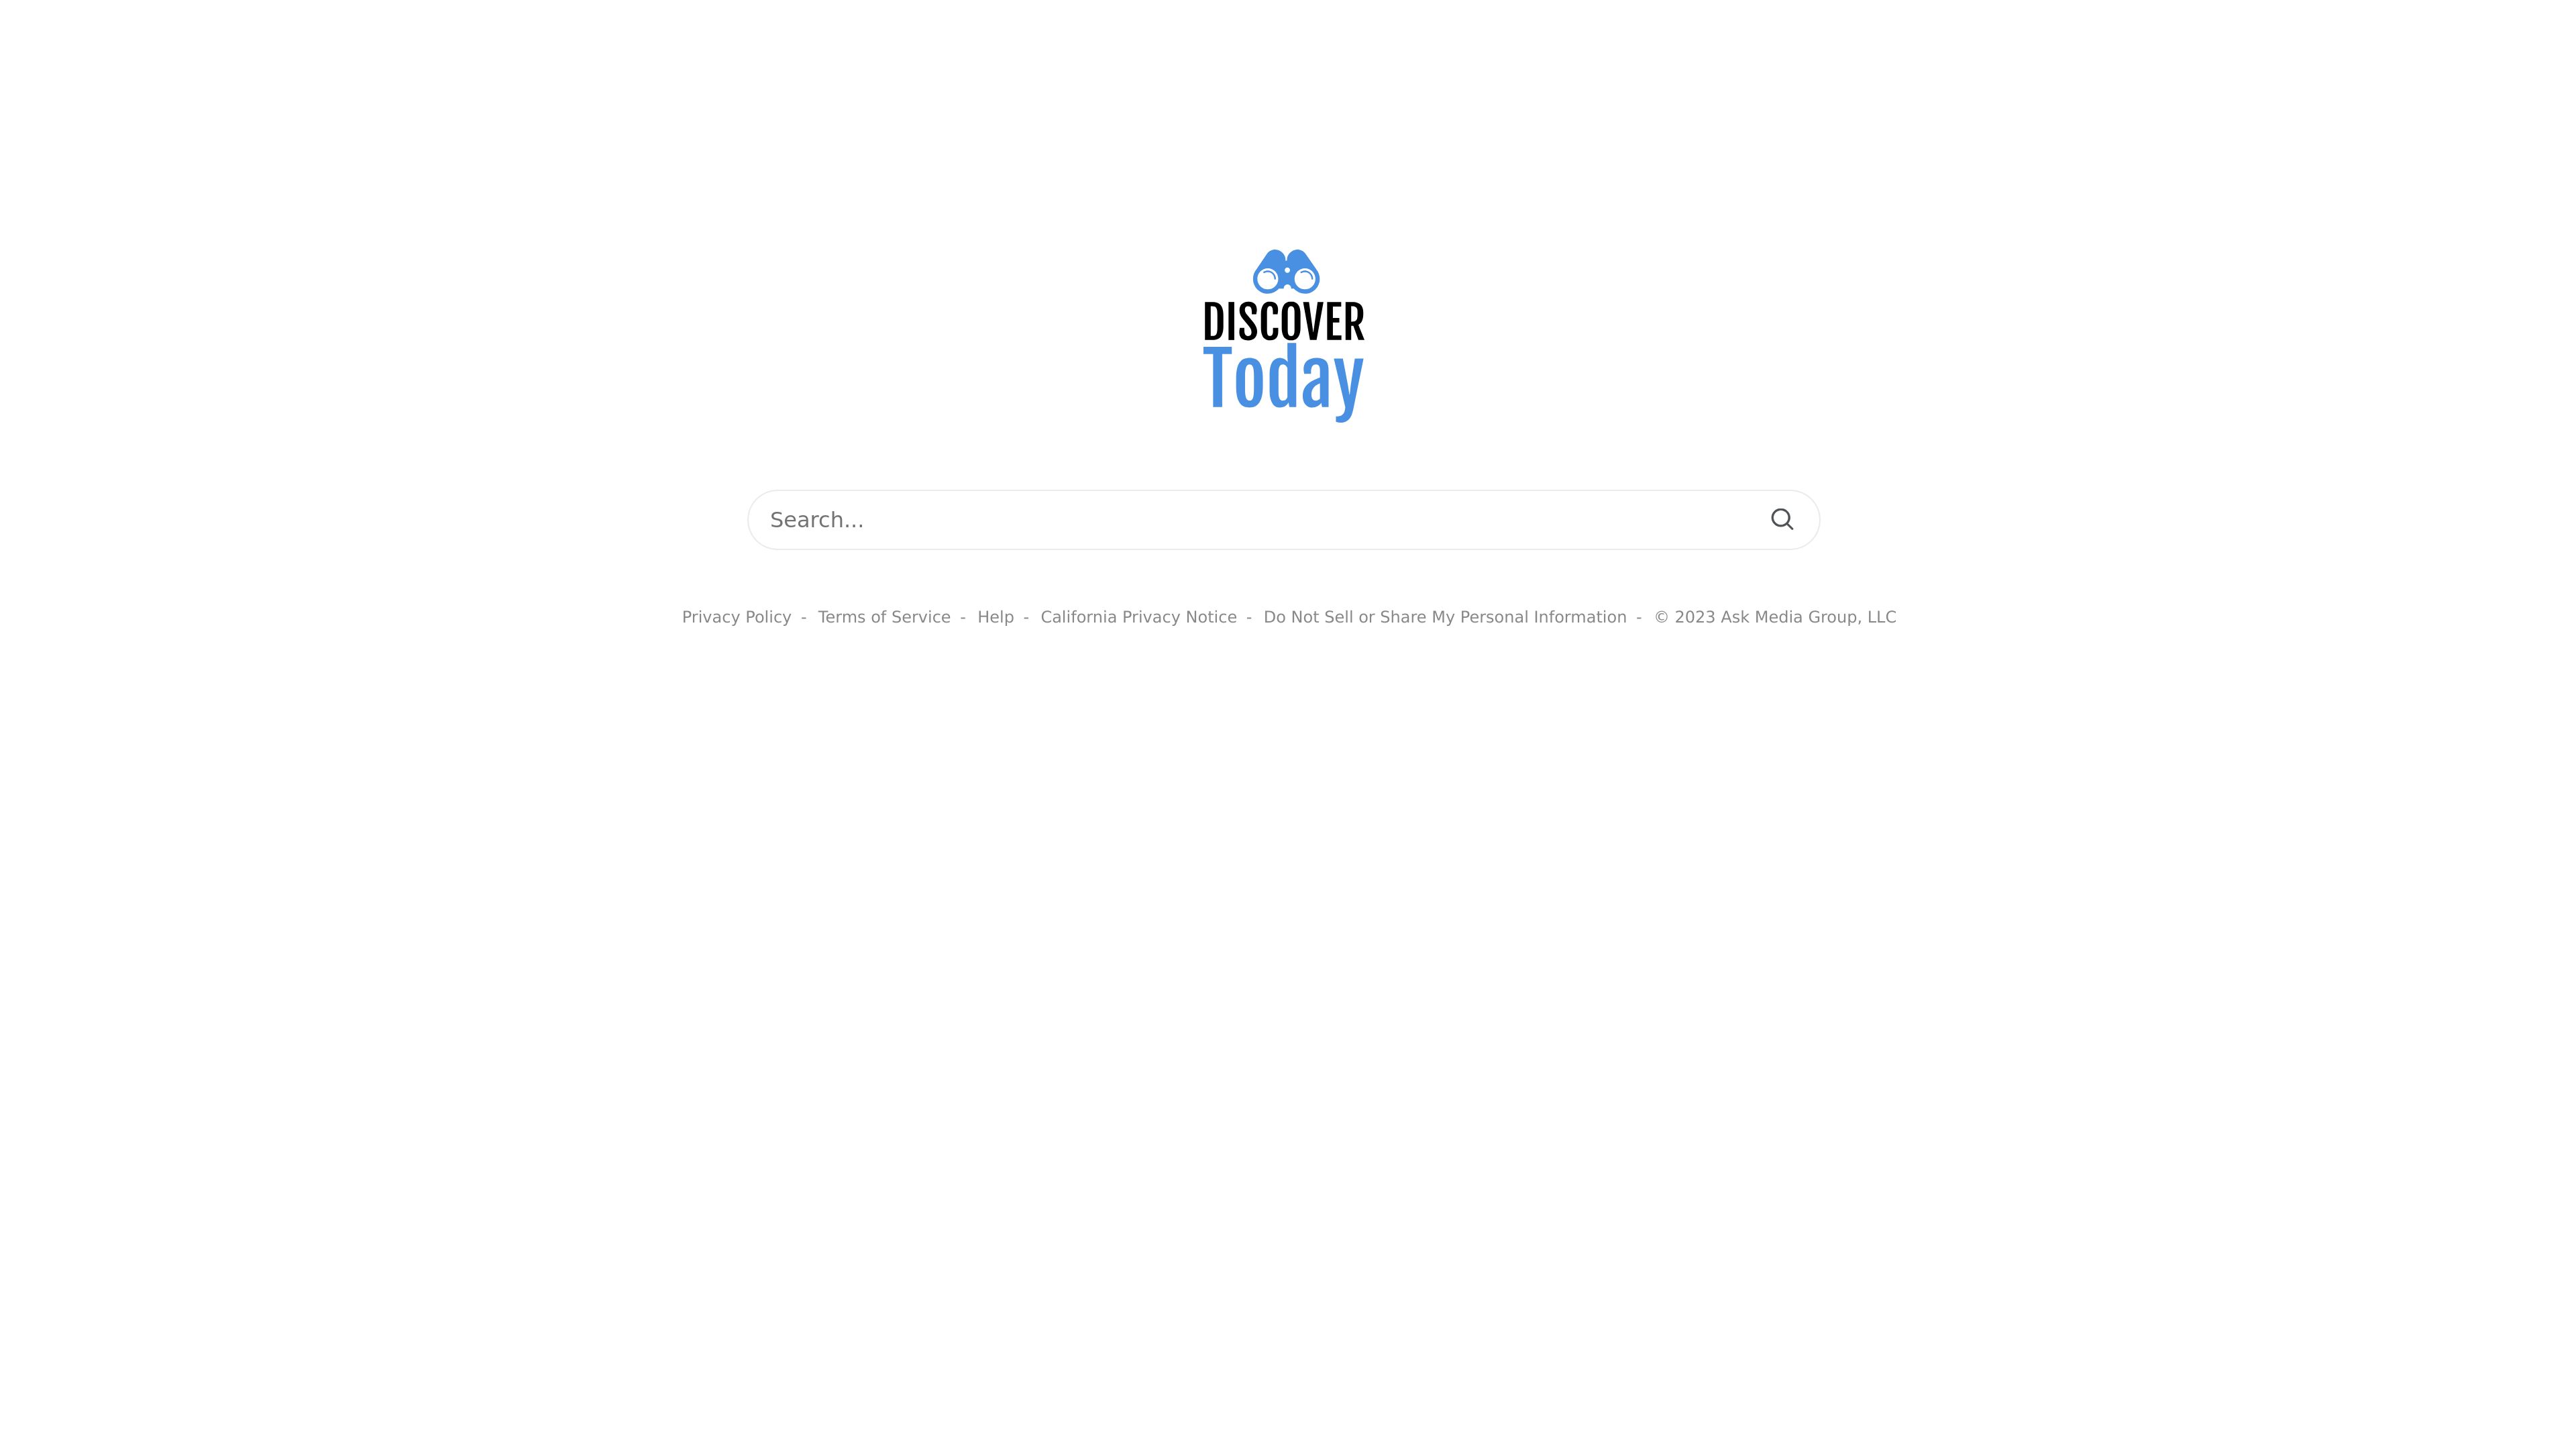 DISCOVER
Today
Search...
Privacy Policy - Terms of Service - Help - California Privacy Notice - Do Not Sell or Share My Personal Information - © 2023 Ask Media Group, LLC